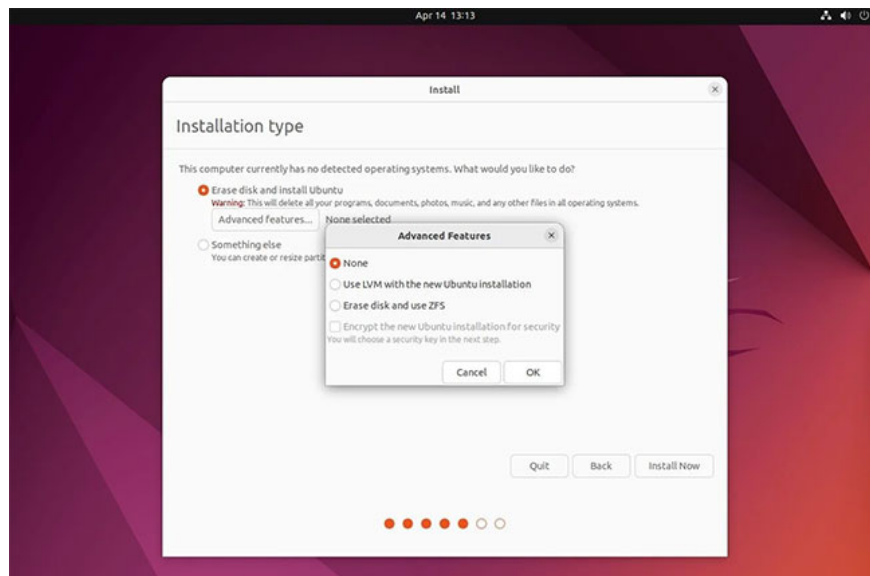 Apr 14 13:13
Install
Installation type
This computer currently has no detected operating systems. What would you like to do?
Erase disk and install Ubuntu
Warning: This will delete all your programs, documents, photos, music, and any other files in all operating systems.
Advanced features... None selected
Something else
You can create or resize
Advanced Features
None
Use LVM with the new Ubuntu installation
Erase disk and use ZFS
Encrypt the new Ubuntu installation for security
You will choose a security key in the next step.
Cancel OK
Quit Back Install Now